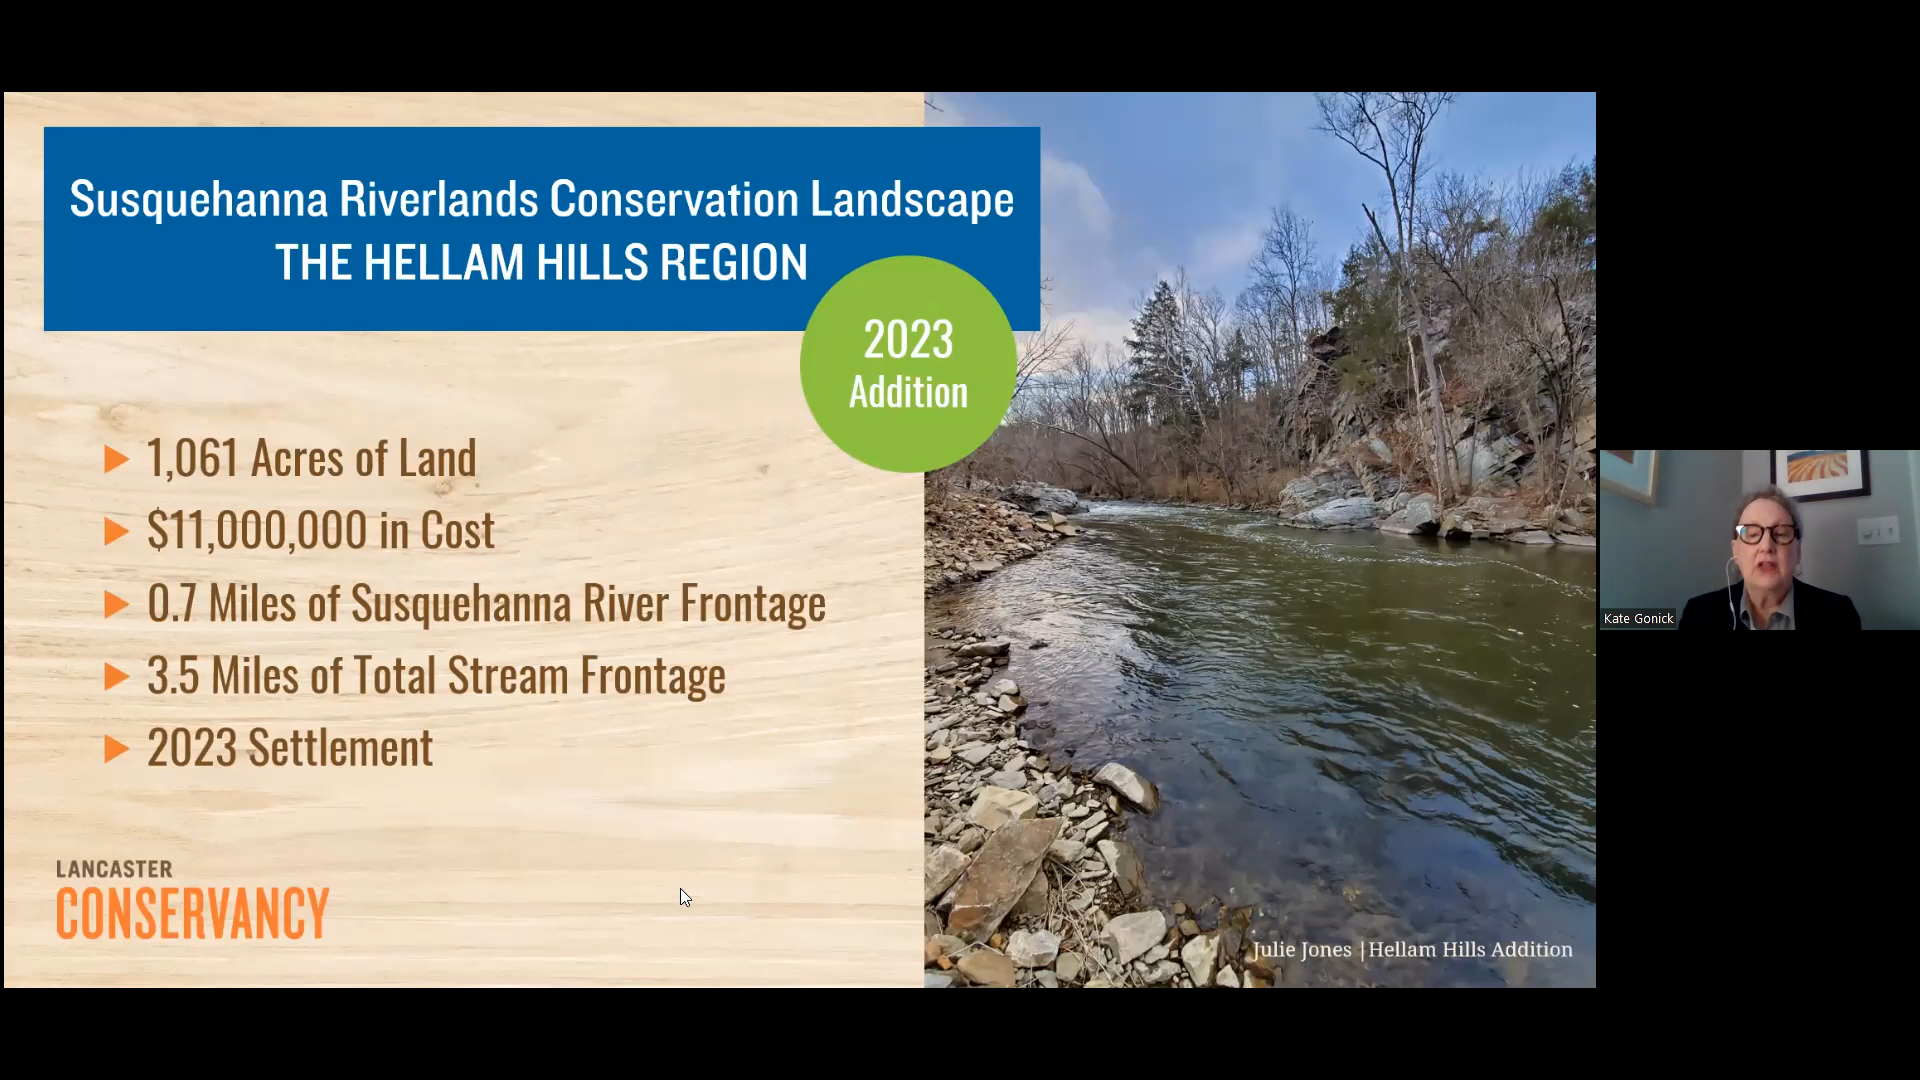 Susquehanna Riverlands Conservation Landscape
THE HELLAM HILLS REGION
2023
Addition
1,061 Acres of Land
$11,000,000 in Cost
0.7 Miles of Susquehanna River Frontage
3.5 Miles of Total Stream Frontage
2023 Settlement
LANCASTER
CONSERVANCY
Julie Jones |Hellam Hills Addition
Kate Gonick